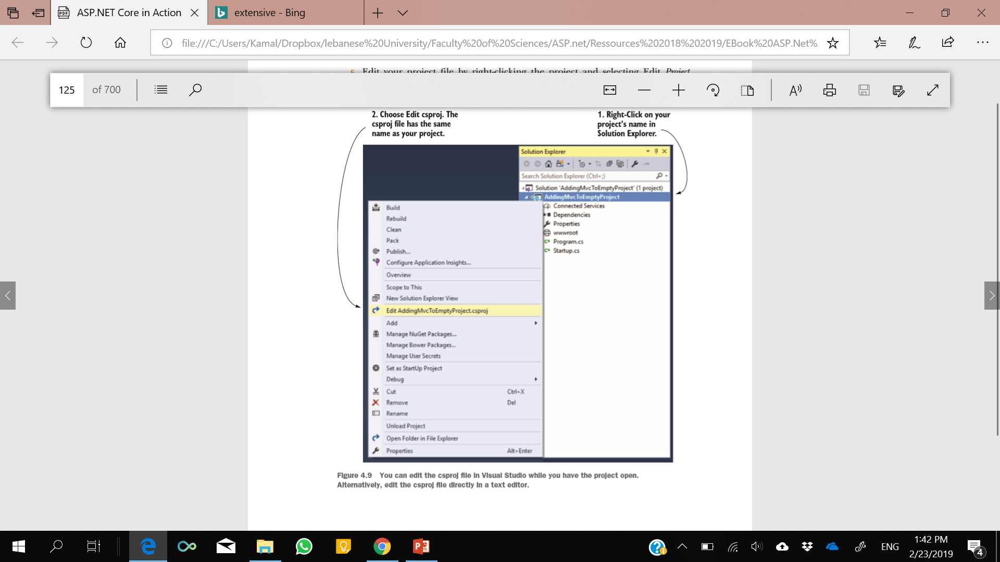 ASP.NET Core in Action
extensive - Bing
file:///C:/Users/Kamal/Dropbox/lebanese%20University/Faculty%20of%20Sciences/ASP.net/Ressources%202018%202019/EBook%20ASP.Net%.
5 Edit your project file by right-clicking the project and selecting Edit Project
125 of 700
2. Choose Edit csproj. The
csproj file has the same
name as your project.
1. Right-Click on your
project's name in
Solution Explorer.
Solution Explorer
Search Solution Explorer (Ctrl+;)
Solution 'AddingMvcToEmptyProject' (1 project)
AddingMvcToEmptyProject
Connected Services
Dependencies
Properties
wwwroot
C# Program.cs
C# Startup.cs
Build
Rebuild
Clean
Pack
Publish...
Configure Application Insights...
Overview
Scope to This
New Solution Explorer View
Edit AddingMvcToEmptyProject.csproj
Add
Manage NuGet Packages...
Manage Bower Packages...
Manage User Secrets
Set as StartUp Project
Debug
Cut Ctrl+X
Remove Del
Rename
Unload Project
Open Folder in File Explorer
Properties Alt+Enter
Figure 4.9 You can edit the csproj file in Visual Studio while you have the project open.
Alternatively, edit the csproj file directly in a text editor.
ENG
1:42 PM
2/23/2019
4